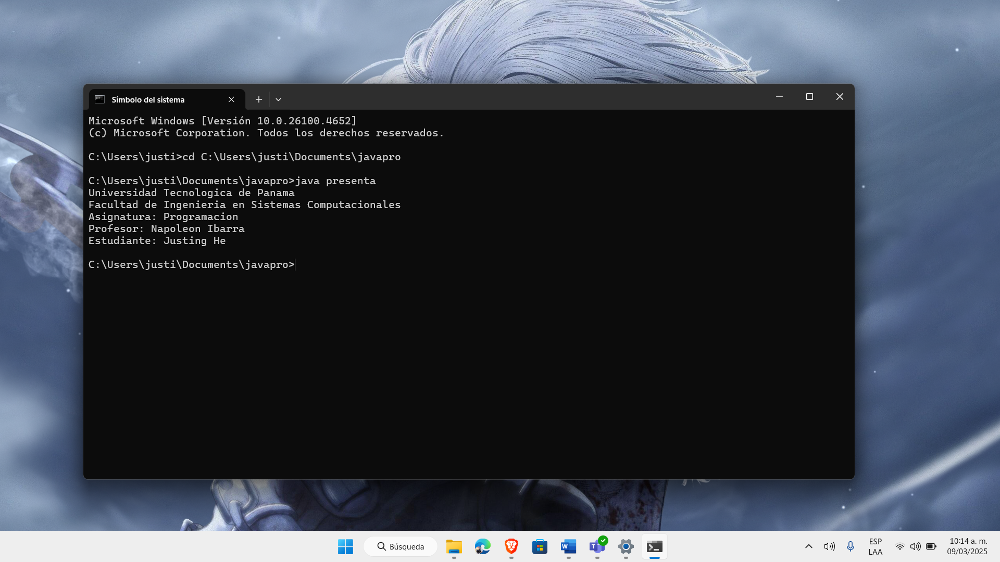 Símbolo del sistema
Microsoft Windows [Versión 10.0.26100.4652]
(c) Microsoft Corporation. Todos los derechos reservados.
C:\Users\justi>cd C:\Users\justi\Documents\javapro
C:\Users\justi\Documents\javapro>java presenta
Universidad Tecnologica de Panama
Facultad de Ingenieria en Sistemas Computacionales
Asignatura: Programacion
Profesor: Napoleon Ibarra
Estudiante: Justing He
C:\Users\justi\Documents\javapro>
Búsqueda
ESP
LAA
10:14 a. m.
09/03/2025